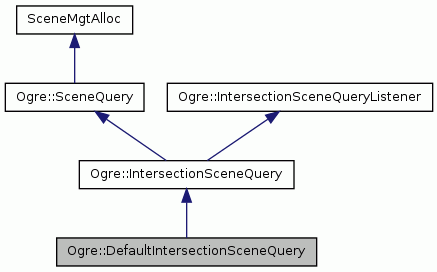 SceneMgtAlloc
Ogre::SceneQuery
Ogre::IntersectionSceneQueryListener
Ogre::IntersectionSceneQuery
Ogre::DefaultIntersectionSceneQuery